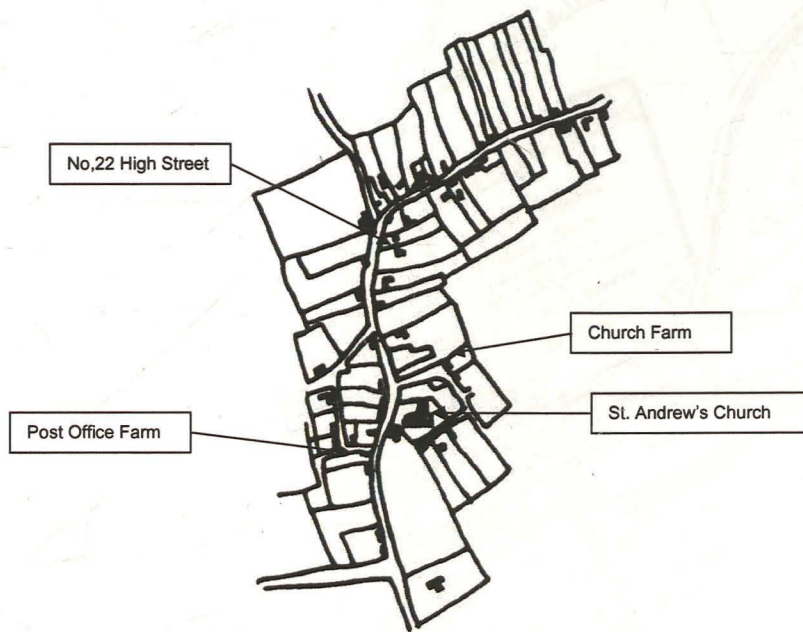 No,22 High Street
Church Farm
St. Andrew's Church
Post Office Farm